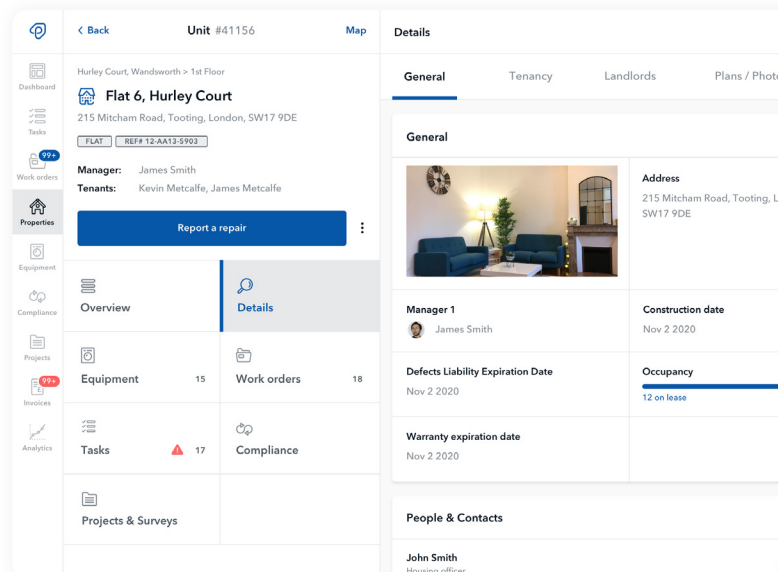 Back
Unit #41156
Map
Details
Dashboard
Tasks
99+
Work orders
Properties
Equipment
Compliance
Projects
99+
Invoices
Analytics
Hurley Court, Wandsworth > 1st Floor
Flat 6, Hurley Court
215 Mitcham Road, Tooting, London, SW17 9DE
FLAT
REF# 12-AA13-5903
Manager: James Smith
Tenants: Kevin Metcalfe, James Metcalfe
Report a repair
Overview
Details
Equipment 15
Work orders 18
Tasks 17
Compliance
Projects & Surveys
General
Tenancy
Landlords
Plans / Phot
General
Address
215 Mitcham Road, Tooting, L
SW17 9DE
Manager 1
James Smith
Construction date
Nov 2 2020
Defects Liability Expiration Date
Nov 2 2020
Occupancy
12 on lease
Warranty expiration date
Nov 2 2020
People & Contacts
John Smith
Housing officer